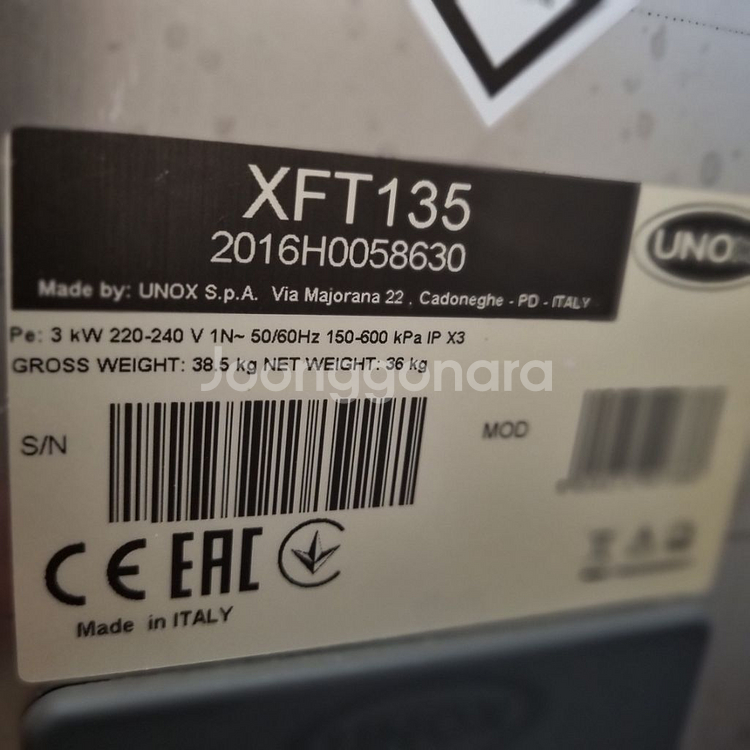 XFT135
2016H0058630
Made by: UNOX S.p.A. Via Majorana 22 , Cadoneghe - PD - ITALY
UNOX
Pe: 3 kW 220-240 V 1N~ 50/60Hz 150-600 kPa IP X3
GROSS WEIGHT: 38.5 kg NET WEIGHT: 36 kg
Joonggonara
S/N
MOD
CE EAC
Made in ITALY